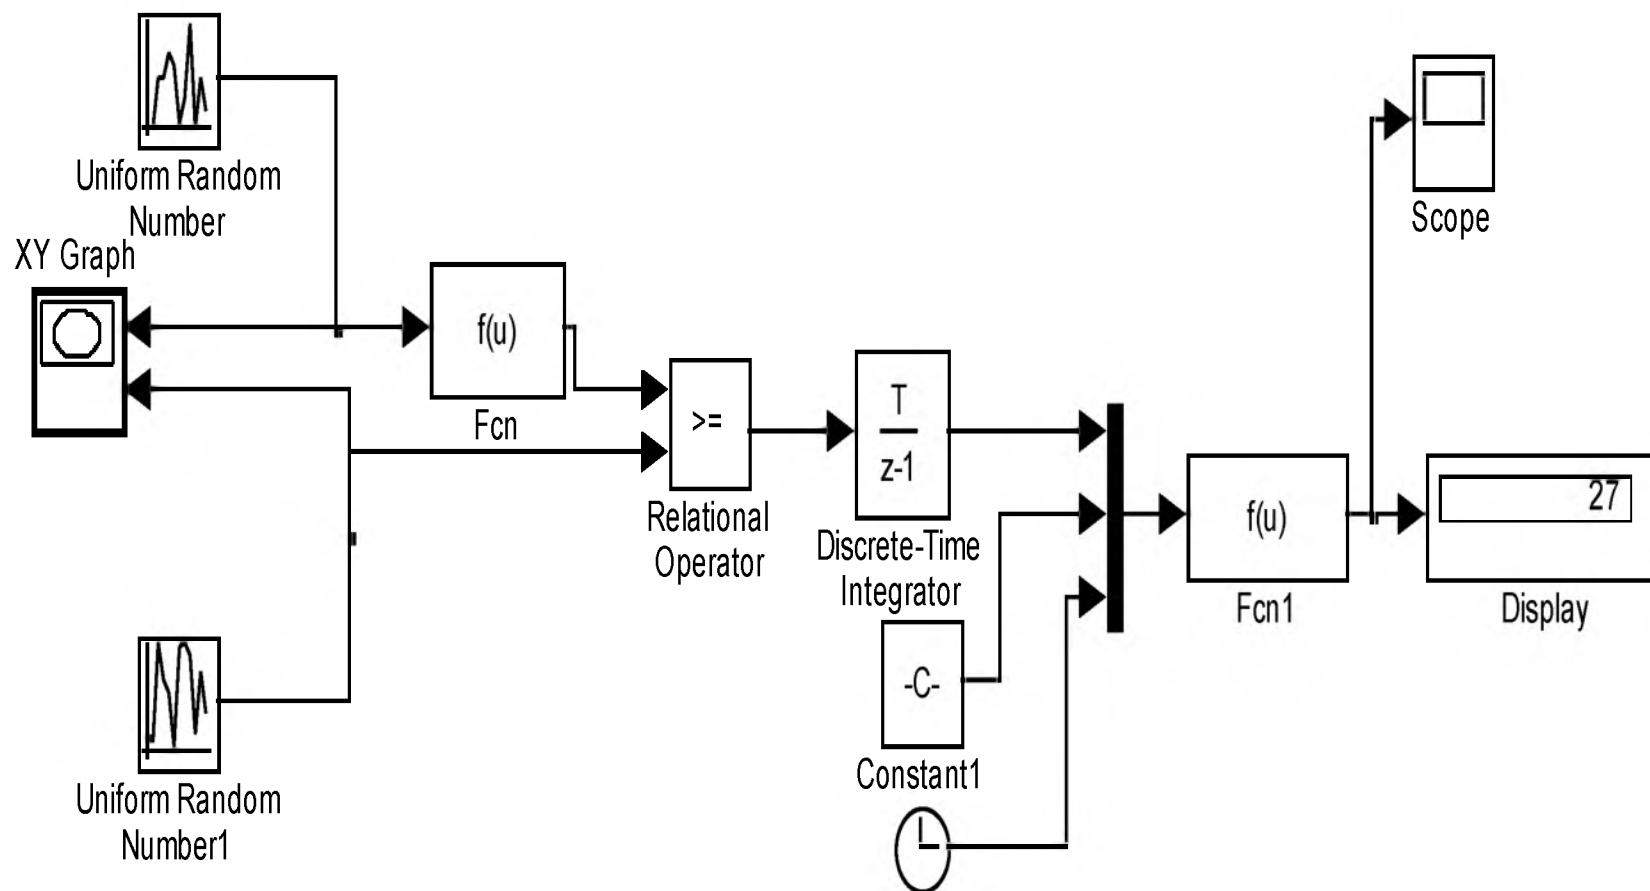 Uniform Random
Number
XY Graph
f(u)
Fcn
>=
Relational
Operator
T
z-1
Discrete-Time
Integrator
-C-
Constant1
f(u)
Fcn1
Scope
27
Display
Uniform Random
Number1